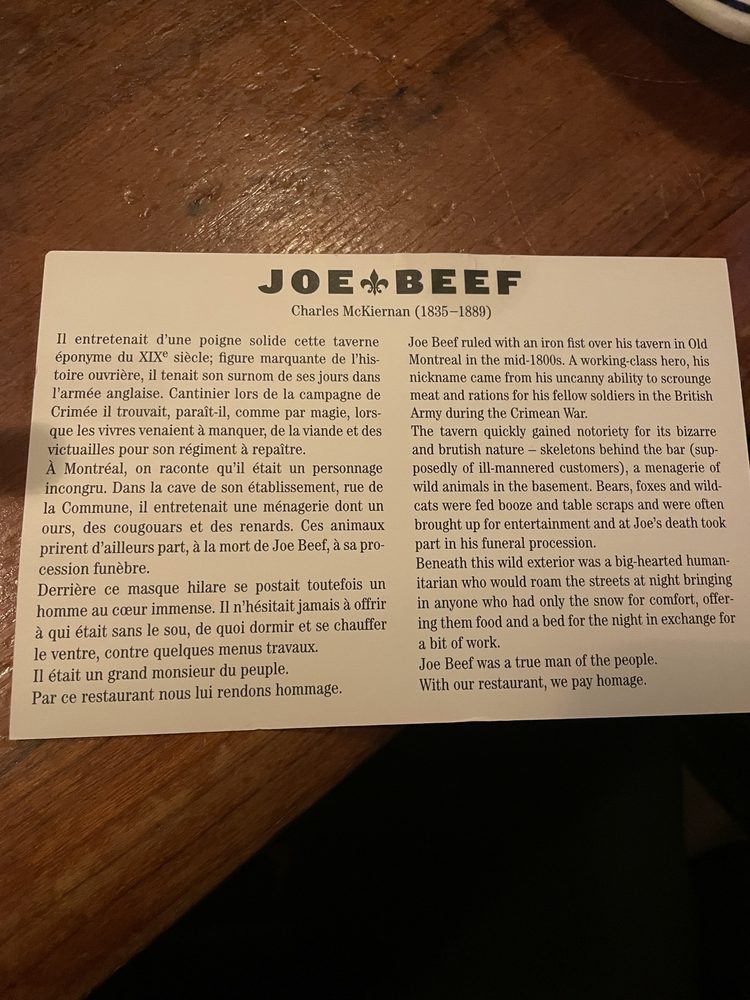 JOE BEEF
Charles McKiernan (1835–1889)
Il entretenait d'une poigne solide cette taverne
éponyme du XIXe siècle; figure marquante de l'his-
toire ouvrière, il tenait son surnom de ses jours dans
l'armée anglaise. Cantinier lors de la campagne de
Crimée il trouvait, paraît-il, comme par magie, lors-
que les vivres venaient à manquer, de la viande et des
victuailles pour son régiment à repaître.
À Montréal, on raconte qu'il était un personnage
incongru. Dans la cave de son établissement, rue de
la Commune, il entretenait une ménagerie dont un
ours, des cougouars et des renards. Ces animaux
prirent d'ailleurs part, à la mort de Joe Beef, à sa pro-
cession funèbre.
Derrière ce masque hilare se postait toutefois un
homme au cœur immense. Il n'hésitait jamais à offrir
à qui était sans le sou, de quoi dormir et se chauffer
le ventre, contre quelques menus travaux.
Il était un grand monsieur du peuple.
Par ce restaurant nous lui rendons hommage.
Joe Beef ruled with an iron fist over his tavern in Old
Montreal in the mid-1800s. A working-class hero, his
nickname came from his uncanny ability to scrounge
meat and rations for his fellow soldiers in the British
Army during the Crimean War.
The tavern quickly gained notoriety for its bizarre
and brutish nature – skeletons behind the bar (sup-
posedly of ill-mannered customers), a menagerie of
wild animals in the basement. Bears, foxes and wild-
cats were fed booze and table scraps and were often
brought up for entertainment and at Joe's death took
part in his funeral procession.
Beneath this wild exterior was a big-hearted human-
itarian who would roam the streets at night bringing
in anyone who had only the snow for comfort, offer-
ing them food and a bed for the night in exchange for
a bit of work.
Joe Beef was a true man of the people.
With our restaurant, we pay homage.